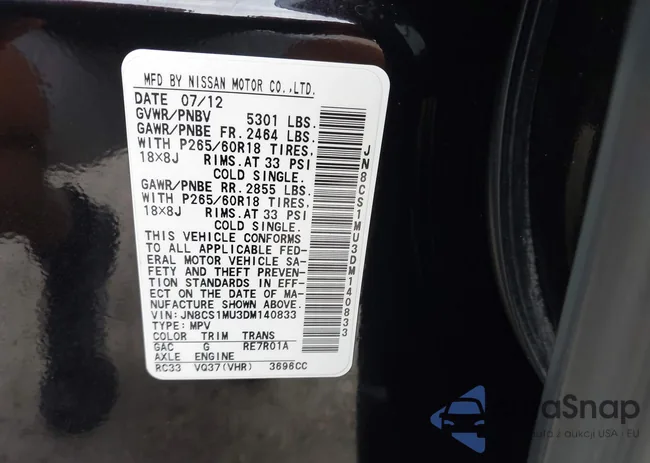 MFD BY NISSAN MOTOR CO.,LTD.
DATE 07/12
GVWR/PNBV 5301 LBS.
GAWR/PNBE FR. 2464 LBS.
WITH P265/60R18 TIRES.
18×8J RIMS.AT 33 PSI
COLD SINGLE.
GAWR/PNBE RR. 2855 LBS.
WITH P265/60R18 TIRES.
18×8J RIMS.AT 33 PSI
COLD SINGLE.
THIS VEHICLE CONFORMS
TO ALL APPLICABLE FED-
ERAL MOTOR VEHICLE SA-
FETY AND THEFT PREVEN-
TION STANDARDS IN EFF-
ECT ON THE DATE OF MA-
NUFACTURE SHOWN ABOVE.
VIN: JN8CS1MU3DM140833
TYPE: MPV
COLOR TRIM TRANS
GAC G RE7R01A
AXLE ENGINE
RC33 VQ37(VHR) 3696CC
JN8CS1MU3DM140833
AuraSnap
aukcji USA - EU